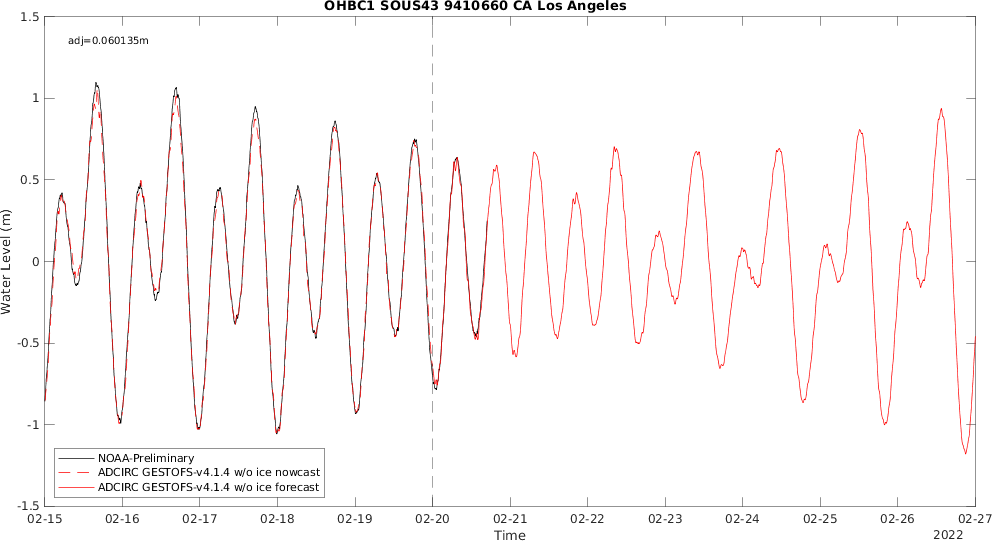 OHBC1 SOUS43 9410660 CA Los Angeles
1.5
adj=0.060135m
1
0.5
0
-0.5
-1
-1.5
Water Level (m)
NOAA-Preliminary
ADCIRC GESTOFS-v4.1.4 w/o ice nowcast
ADCIRC GESTOFS-v4.1.4 w/o ice forecast
02-15 02-16 02-17 02-18 02-19 02-20 02-21 02-22 02-23 02-24 02-25 02-26 02-27
Time
2022